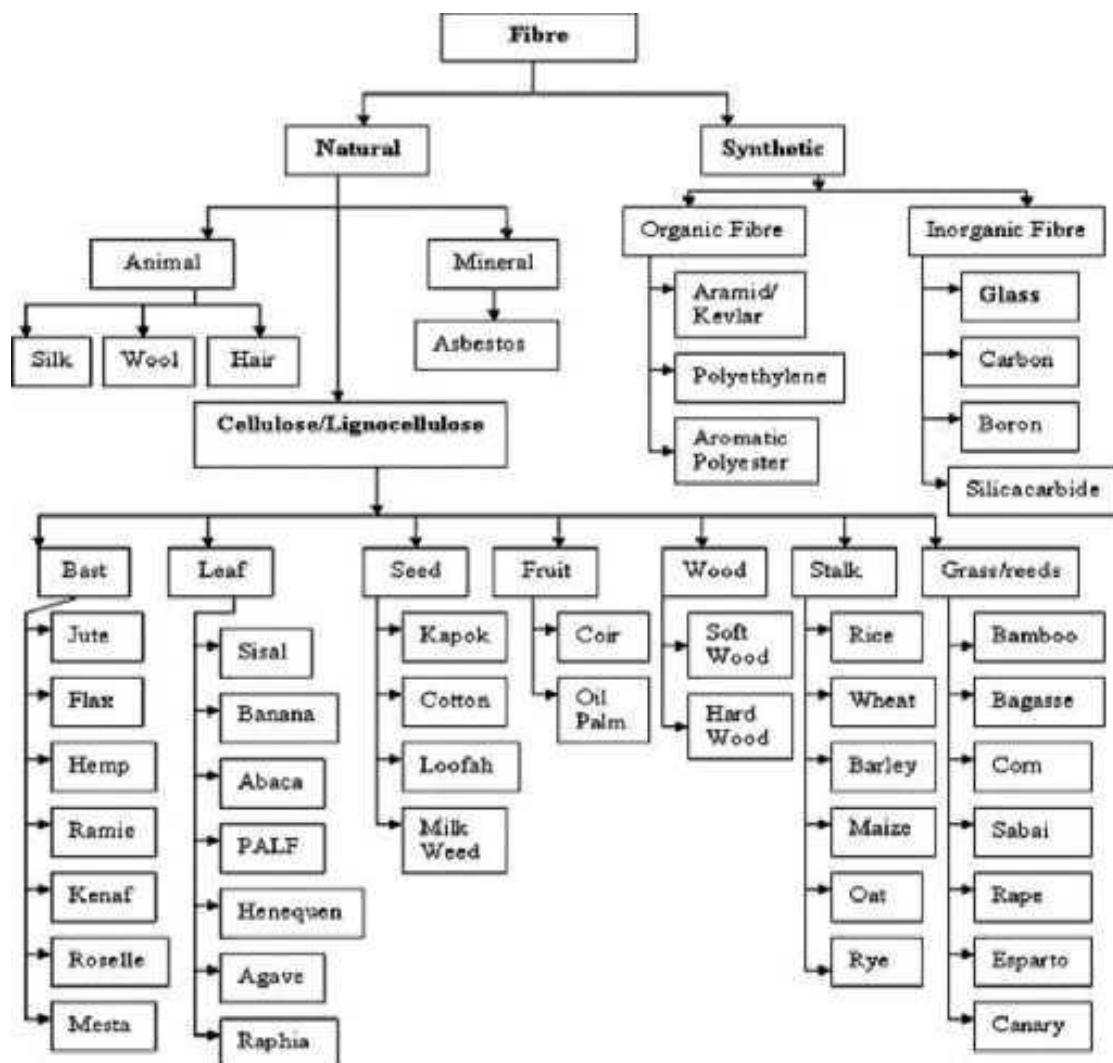 Fibre
Natural
Synthetic
Organic Fibre
Inorganic Fibre
Animal
Mineral
Aramid/
Kevlar
Glass
Silk
Wool
Hair
Asbestos
Polyethylene
Carbon
Cellulose/Lignocellulose
Aromatic
Polyester
Boron
Silicacarbide
Bast
Leaf
Seed
Fruit
Wood
Stalk
Grass/reeds
Jute
Flax
Hemp
Ramie
Kenaf
Roselle
Mesta
Sisal
Banana
Abaca
PALF
Henequen
Agave
Raphia
Kapok
Cotton
Loofah
Milk
Weed
Coir
Oil
Palm
Soft
Wood
Hard
Wood
Rice
Wheat
Barley
Maize
Oat
Rye
Bamboo
Bagasse
Corn
Sabai
Rape
Esparto
Canary